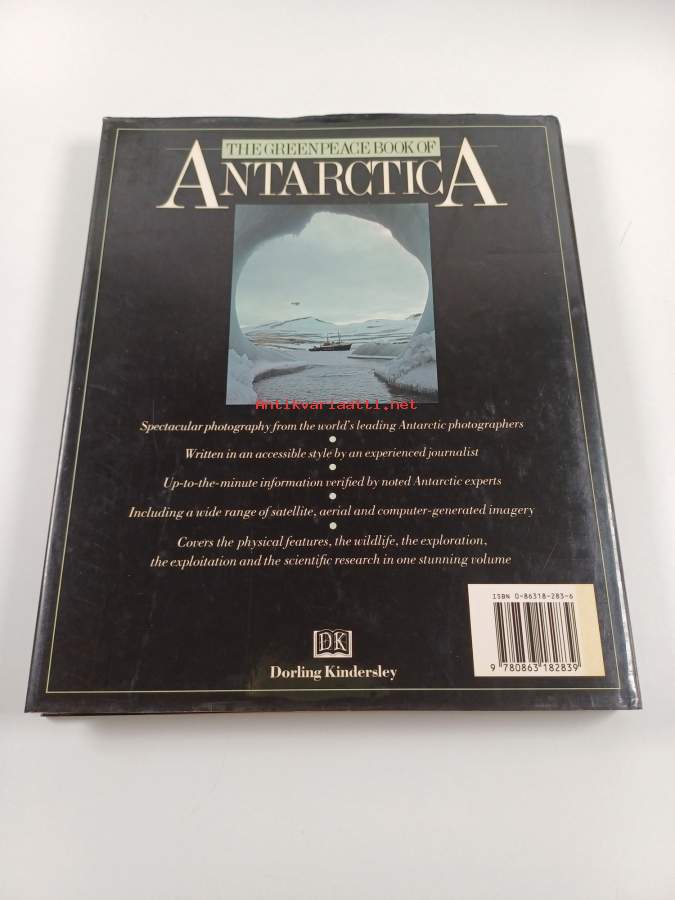 THE GREENPEACE BOOK OF
ANTARCTICA
Antikvariaatti.net
Spectacular photography from the world's leading Antarctic photographers
Written in an accessible style by an experienced journalist
Up-to-the-minute information verified by noted Antarctic experts
Including a wide range of satellite, aerial and computer-generated imagery
Covers the physical features, the wildlife, the exploration,
the exploitation and the scientific research in one stunning volume
ISBN 0-86318-283-6
9 780863 182839
DK
Dorling Kindersley